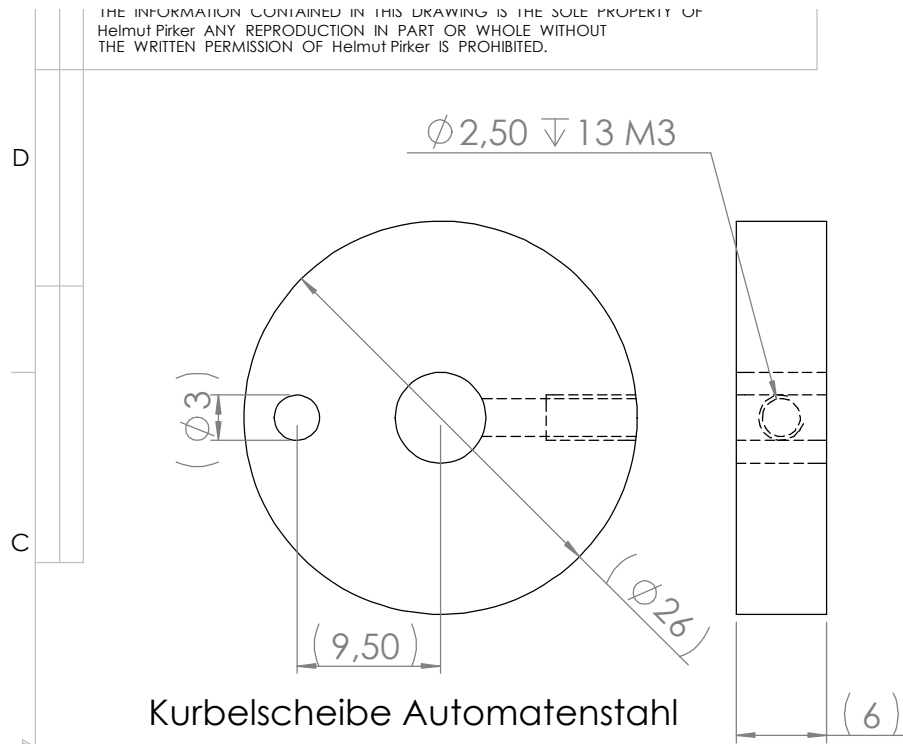 THE INFORMATION CONTAINED IN THIS DRAWING IS THE SOLE PROPERTY OF
Helmut Pirker ANY REPRODUCTION IN PART OR WHOLE WITHOUT
THE WRITTEN PERMISSION OF Helmut Pirker IS PROHIBITED.
D
∅2,50 ↧ 13 M3
(∅3)
C
(∅26)
(9,50)
Kurbelscheibe Automatenstahl
(6)